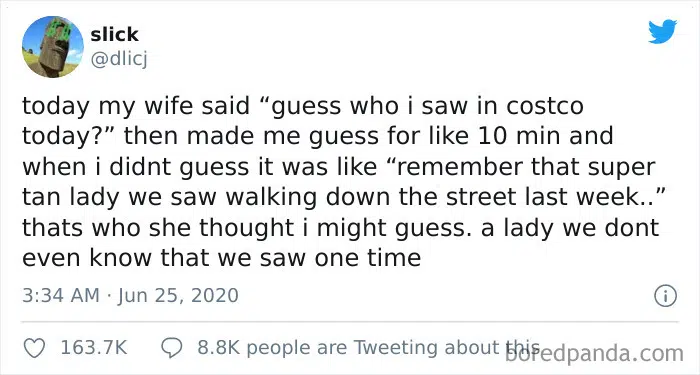 slick
@dlicj
today my wife said “guess who i saw in costco
today?” then made me guess for like 10 min and
when i didnt guess it was like “remember that super
tan lady we saw walking down the street last week..”
thats who she thought i might guess. a lady we dont
even know that we saw one time
3:34 AM · Jun 25, 2020
163.7K 8.8K people are Tweeting about this
boredpanda.com